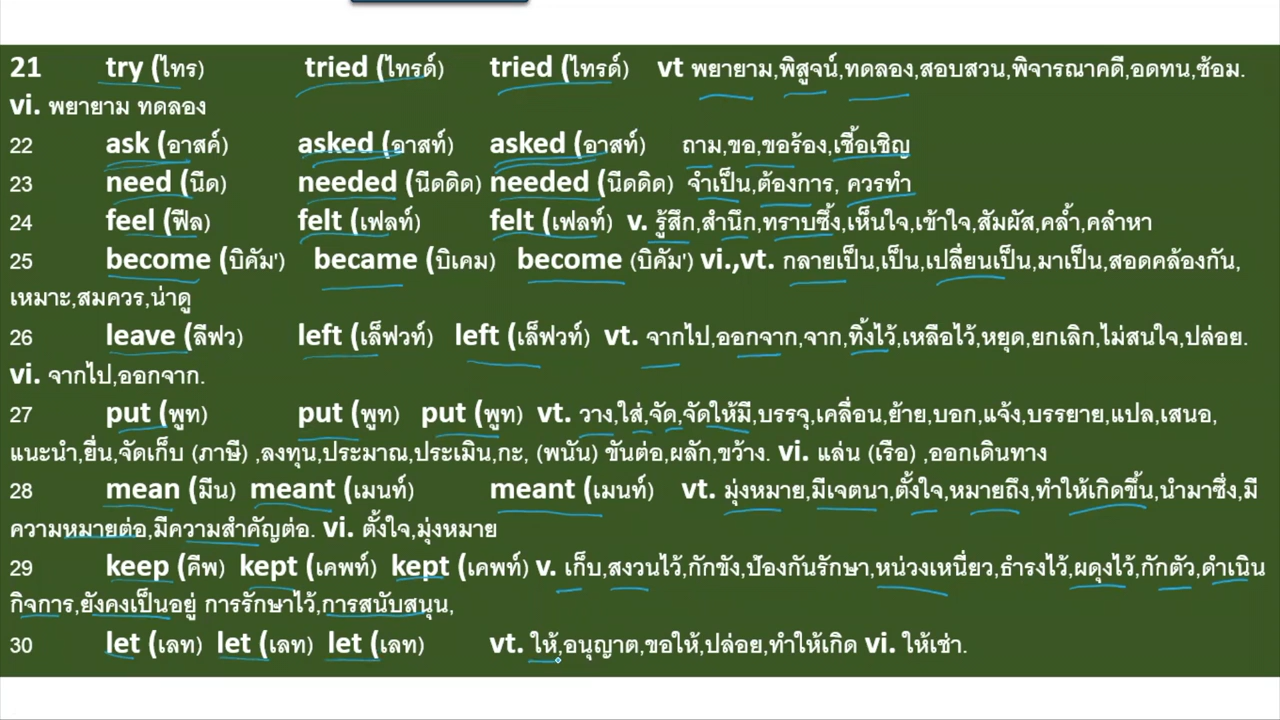 21 try (ไทร) tried (ไทรด์) tried (ไทรด์) vt พยายาม,พิสูจน์,ทดลอง,สอบสวน,พิจารณาคดี,อดทน,ซ้อม.
vi. พยายาม ทดลอง
22 ask (อาสค์) asked (อาสท์) asked (อาสท์) ถาม,ขอ,ขอร้อง,เชื้อเชิญ
23 need (นีด) needed (นีดดิด) needed (นีดดิด) จำเป็น,ต้องการ, ควรทำ
24 feel (ฟีล) felt (เฟลท์) felt (เฟลท์) v. รู้สึก,สำนึก,ทราบซึ้ง,เห็นใจ,เข้าใจ,สัมผัส,คล้ำ,คลำหา
25 become (บิคัม') became (บิเคม) become (บิคัม') vi.,vt. กลายเป็น,เป็น,เปลี่ยนเป็น,มาเป็น,สอดคล้องกัน,
เหมาะ,สมควร,น่าดู
26 leave (ลีฟว) left (เล็ฟวท์) left (เล็ฟวท์) vt. จากไป,ออกจาก,จาก,ทิ้งไว้,เหลือไว้,หยุด,ยกเลิก,ไม่สนใจ,ปล่อย.
vi. จากไป,ออกจาก.
27 put (พูท) put (พูท) put (พูท) vt. วาง,ใส่,จัด,จัดให้มี,บรรจุ,เคลื่อน,ย้าย,บอก,แจ้ง,บรรยาย,แปล,เสนอ,
แนะนำ,ยื่น,จัดเก็บ (ภาษี) ,ลงทุน,ประมาณ,ประเมิน,กะ, (พนัน) ขันต่อ,ผลัก,ขว้าง. vi. แล่น (เรือ) ,ออกเดินทาง
28 mean (มีน) meant (เมนท์) meant (เมนท์) vt. มุ่งหมาย,มีเจตนา,ตั้งใจ,หมายถึง,ทำให้เกิดขึ้น,นำมาซึ่ง,มี
ความหมายต่อ,มีความสำคัญต่อ. vi. ตั้งใจ,มุ่งหมาย
29 keep (คีพ) kept (เคพท์) kept (เคพท์) v. เก็บ,สงวนไว้,กักขัง,ป้องกันรักษา,หน่วงเหนี่ยว,ธำรงไว้,ผดุงไว้,กักตัว,ดำเนิน
กิจการ,ยังคงเป็นอยู่ การรักษาไว้,การสนับสนุน,
30 let (เลท) let (เลท) let (เลท) vt. ให้,อนุญาต,ขอให้,ปล่อย,ทำให้เกิด vi. ให้เช่า.